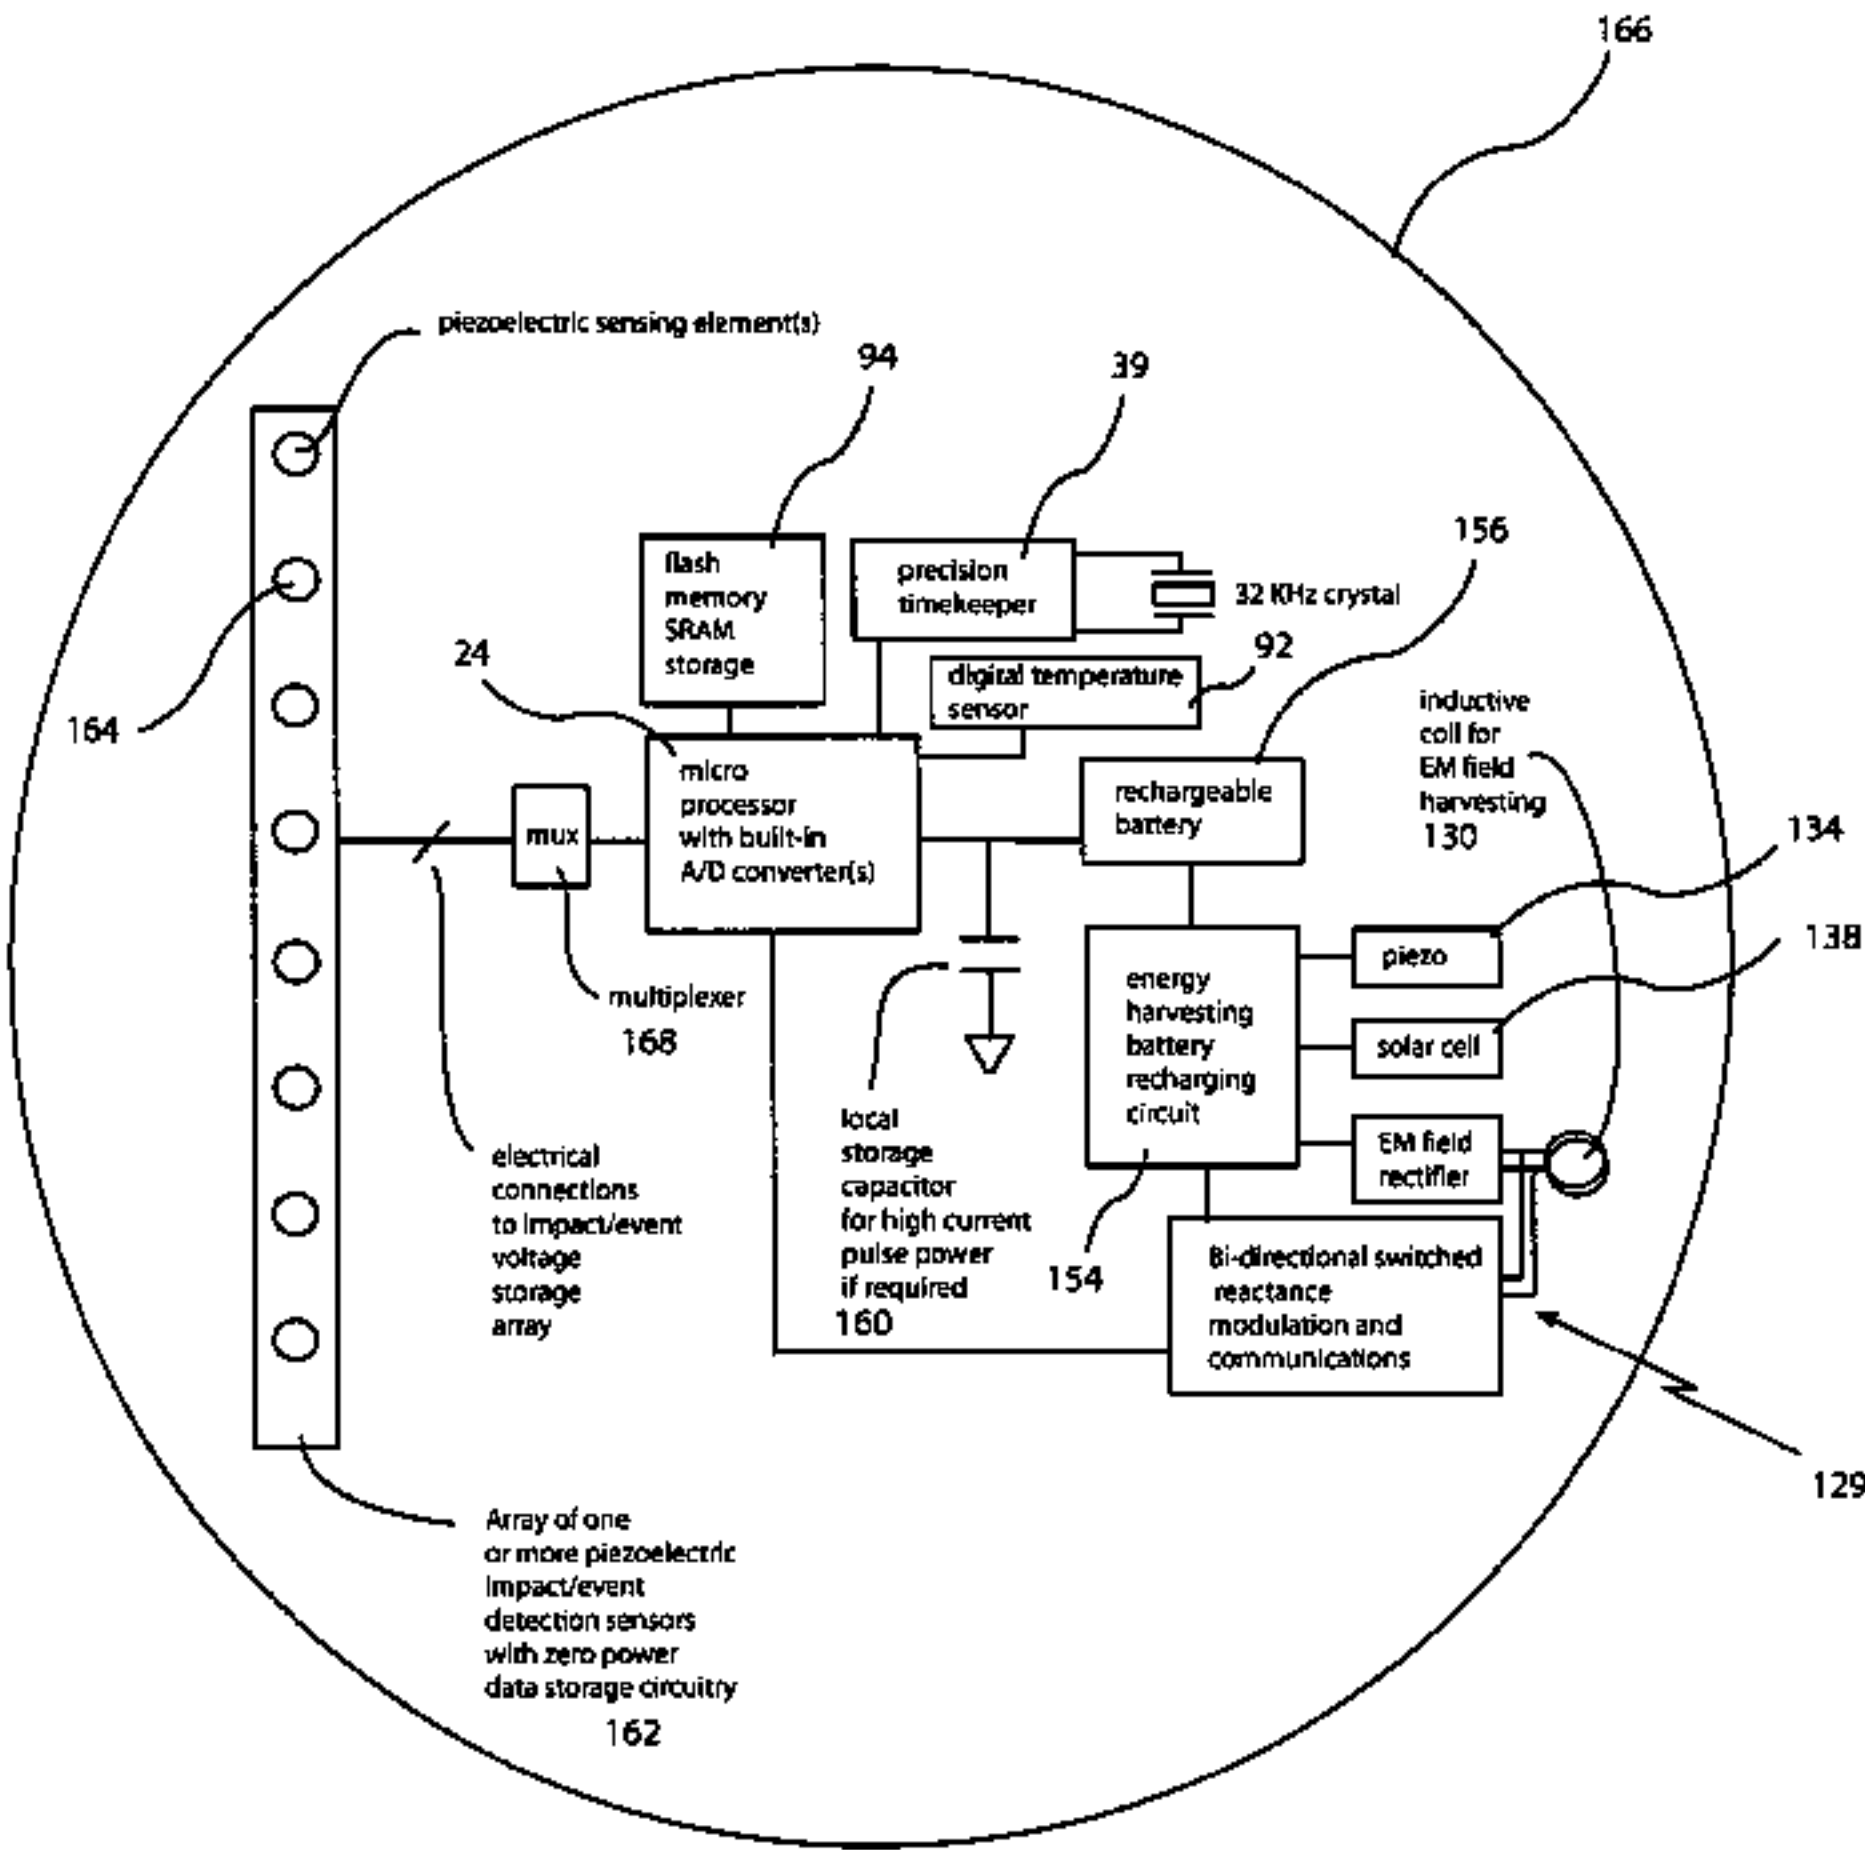 166
piezoelectric sensing element(s)
94
39
156
flash
memory
SRAM
storage
precision
timekeeper
32 KHz crystal
24
92
digital temperature
sensor
164
inductive
coil for
EM field
harvesting
130
micro
processor
with built-in
A/D converter(s)
mux
rechargeable
battery
134
138
piezo
energy
harvesting
battery
recharging
circuit
solar cell
multiplexer
168
EM field
rectifier
local
storage
capacitor
for high current
pulse power
if required
160
154
electrical
connections
to impact/event
voltage
storage
array
Bi-directional switched
reactance
modulation and
communications
129
Array of one
or more piezoelectric
impact/event
detection sensors
with zero power
data storage circuitry
162